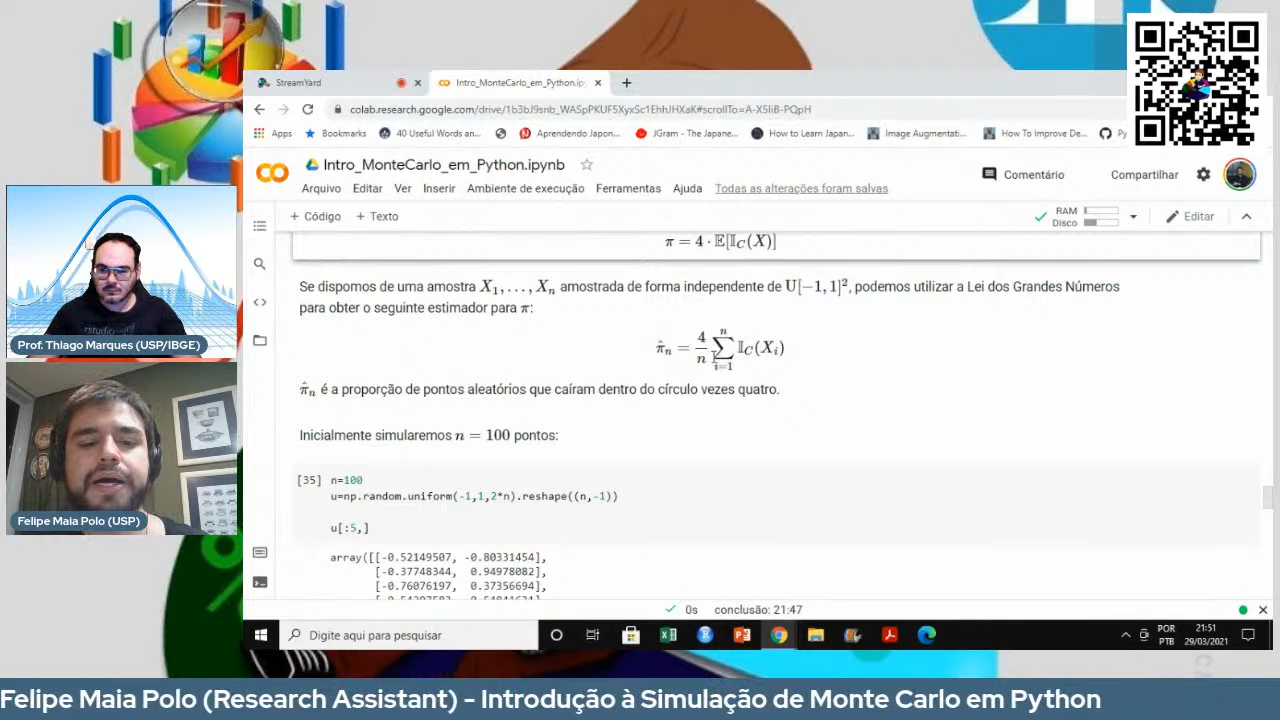 StreamYard
Intro_MonteCarlo_em_Python.ipy
colab.research.google.com/drive/1b3bJ9snb_WASpPKUF5XyxSc1EhhJHXaK#scrollTo=A-X5IiB-PQpH
Apps
Bookmarks
40 Useful Words an...
Aprendendo Japon...
JGram - The Japane...
How to Learn Japan...
Image Augmentati...
How To Improve De...
Py
Intro_MonteCarlo_em_Python.ipynb
Comentário
Compartilhar
Arquivo Editar Ver Inserir Ambiente de execução Ferramentas Ajuda Todas as alterações foram salvas
+ Código + Texto
RAM
Disco
Editar
π = 4 · 𝔼[𝕀_C(X)]
Se dispomos de uma amostra X₁, . . . , Xₙ amostrada de forma independente de U[−1, 1]², podemos utilizar a Lei dos Grandes Números
para obter o seguinte estimador para π:
π̂ₙ = 4/n ∑ᵢ₌₁ⁿ 𝕀_C(Xᵢ)
π̂ₙ é a proporção de pontos aleatórios que caíram dentro do círculo vezes quatro.
Inicialmente simularemos n = 100 pontos:
[35] n=100
u=np.random.uniform(-1,1,2*n).reshape((n,-1))
u[:5,]
array([[-0.52149507, -0.80331454],
[-0.37748344, 0.94978082],
[-0.76076197, 0.37356694],
0s conclusão: 21:47
Prof. Thiago Marques (USP/IBGE)
Felipe Maia Polo (USP)
Digite aqui para pesquisar
POR
PTB
21:51
29/03/2021
Felipe Maia Polo (Research Assistant) - Introdução à Simulação de Monte Carlo em Python